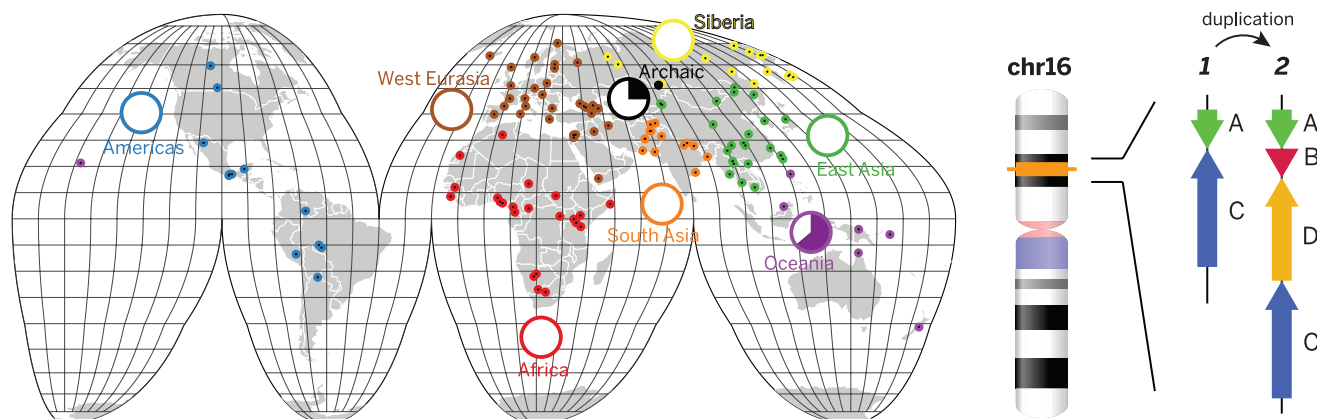 Siberia
West Eurasia
Archaic
Americas
East Asia
South Asia
Oceania
Africa
chr16
duplication
1
2
A
C
A
B
D
C